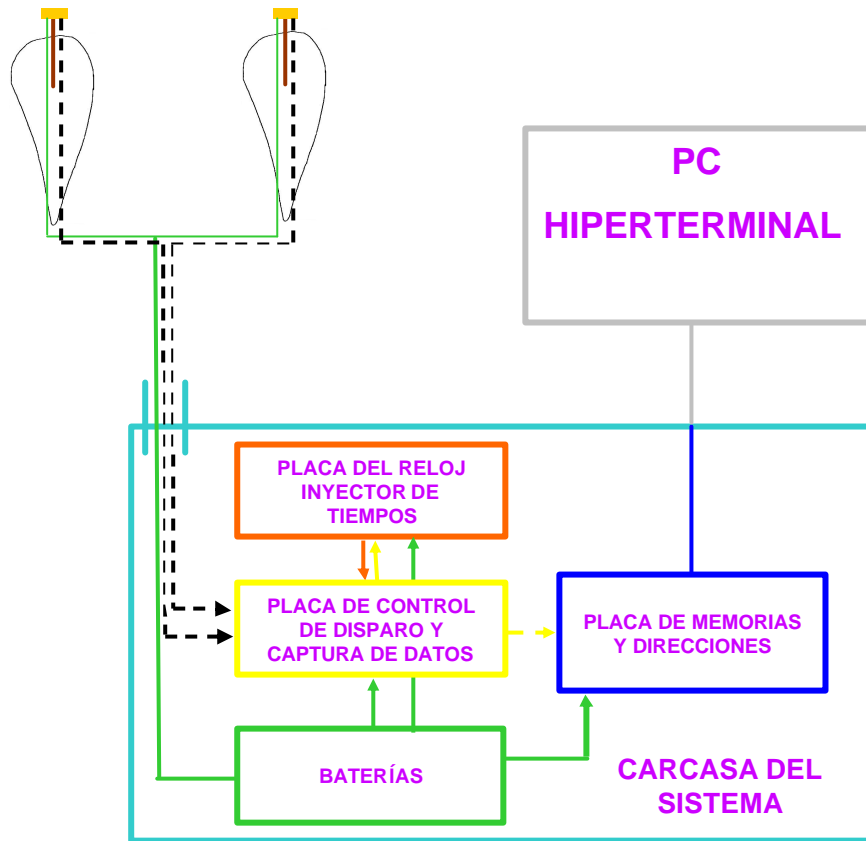 PC
HIPERTERMINAL
PLACA DEL RELOJ
INYECTOR DE
TIEMPOS
PLACA DE CONTROL
DE DISPARO Y
CAPTURA DE DATOS
PLACA DE MEMORIAS
Y DIRECCIONES
BATERÍAS
CARCASA DEL
SISTEMA